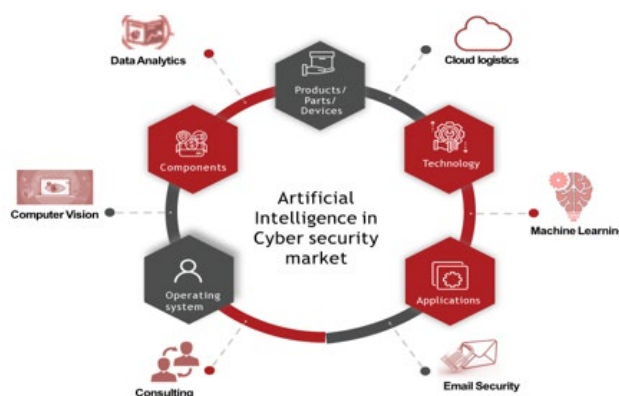 Data Analytics
Cloud logistics
Products/
Parts/
Devices
Components
Technology
Computer Vision
Artificial
Intelligence in
Cyber security
market
Machine Learning
Operating
system
Applications
Consulting
Email Security